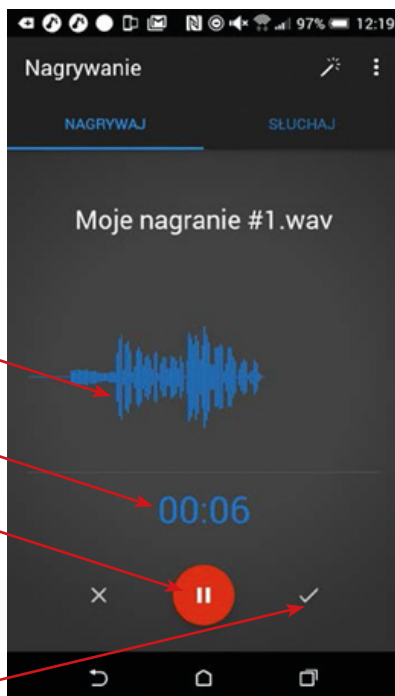 97% 12:19
Nagrywanie
NAGRYWAJ SŁUCHAJ
Moje nagranie #1.wav
00:06